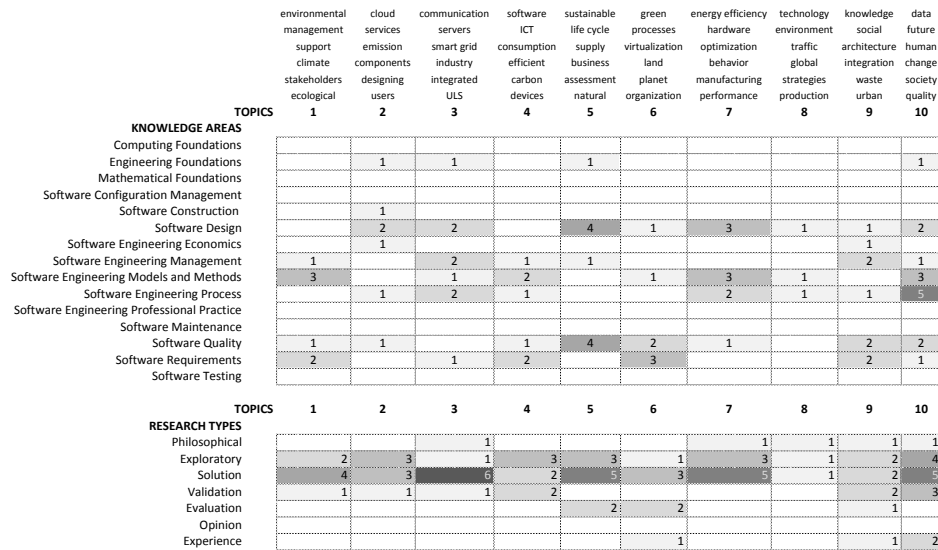 environmental cloud communication software sustainable green energy efficiency technology knowledge data
management services servers ICT life cycle processes hardware environment social future
support emission smart grid consumption supply virtualization optimization traffic architecture human
climate components industry efficient business land behavior global integration change
stakeholders designing integrated carbon assessment planet manufacturing strategies waste society
ecological users ULS devices natural organization performance production urban quality
TOPICS 1 2 3 4 5 6 7 8 9 10
KNOWLEDGE AREAS
Computing Foundations
Engineering Foundations 1 1 1 1
Mathematical Foundations
Software Configuration Management
Software Construction 1
Software Design 2 2 4 1 3 1 1 2
Software Engineering Economics 1 1
Software Engineering Management 1 2 1 1 2 1
Software Engineering Models and Methods 3 1 2 1 3 1 3
Software Engineering Process 1 2 1 2 1 1 5
Software Engineering Professional Practice
Software Maintenance
Software Quality 1 1 1 4 2 1 2 2
Software Requirements 2 1 2 3 2 1
Software Testing
TOPICS 1 2 3 4 5 6 7 8 9 10
RESEARCH TYPES
Philosophical 1 1 1 1 1
Exploratory 2 3 1 3 3 1 3 1 2 4
Solution 4 3 6 2 5 3 5 1 2 5
Validation 1 1 1 2 2 3
Evaluation 2 2 1
Opinion
Experience 1 1 2